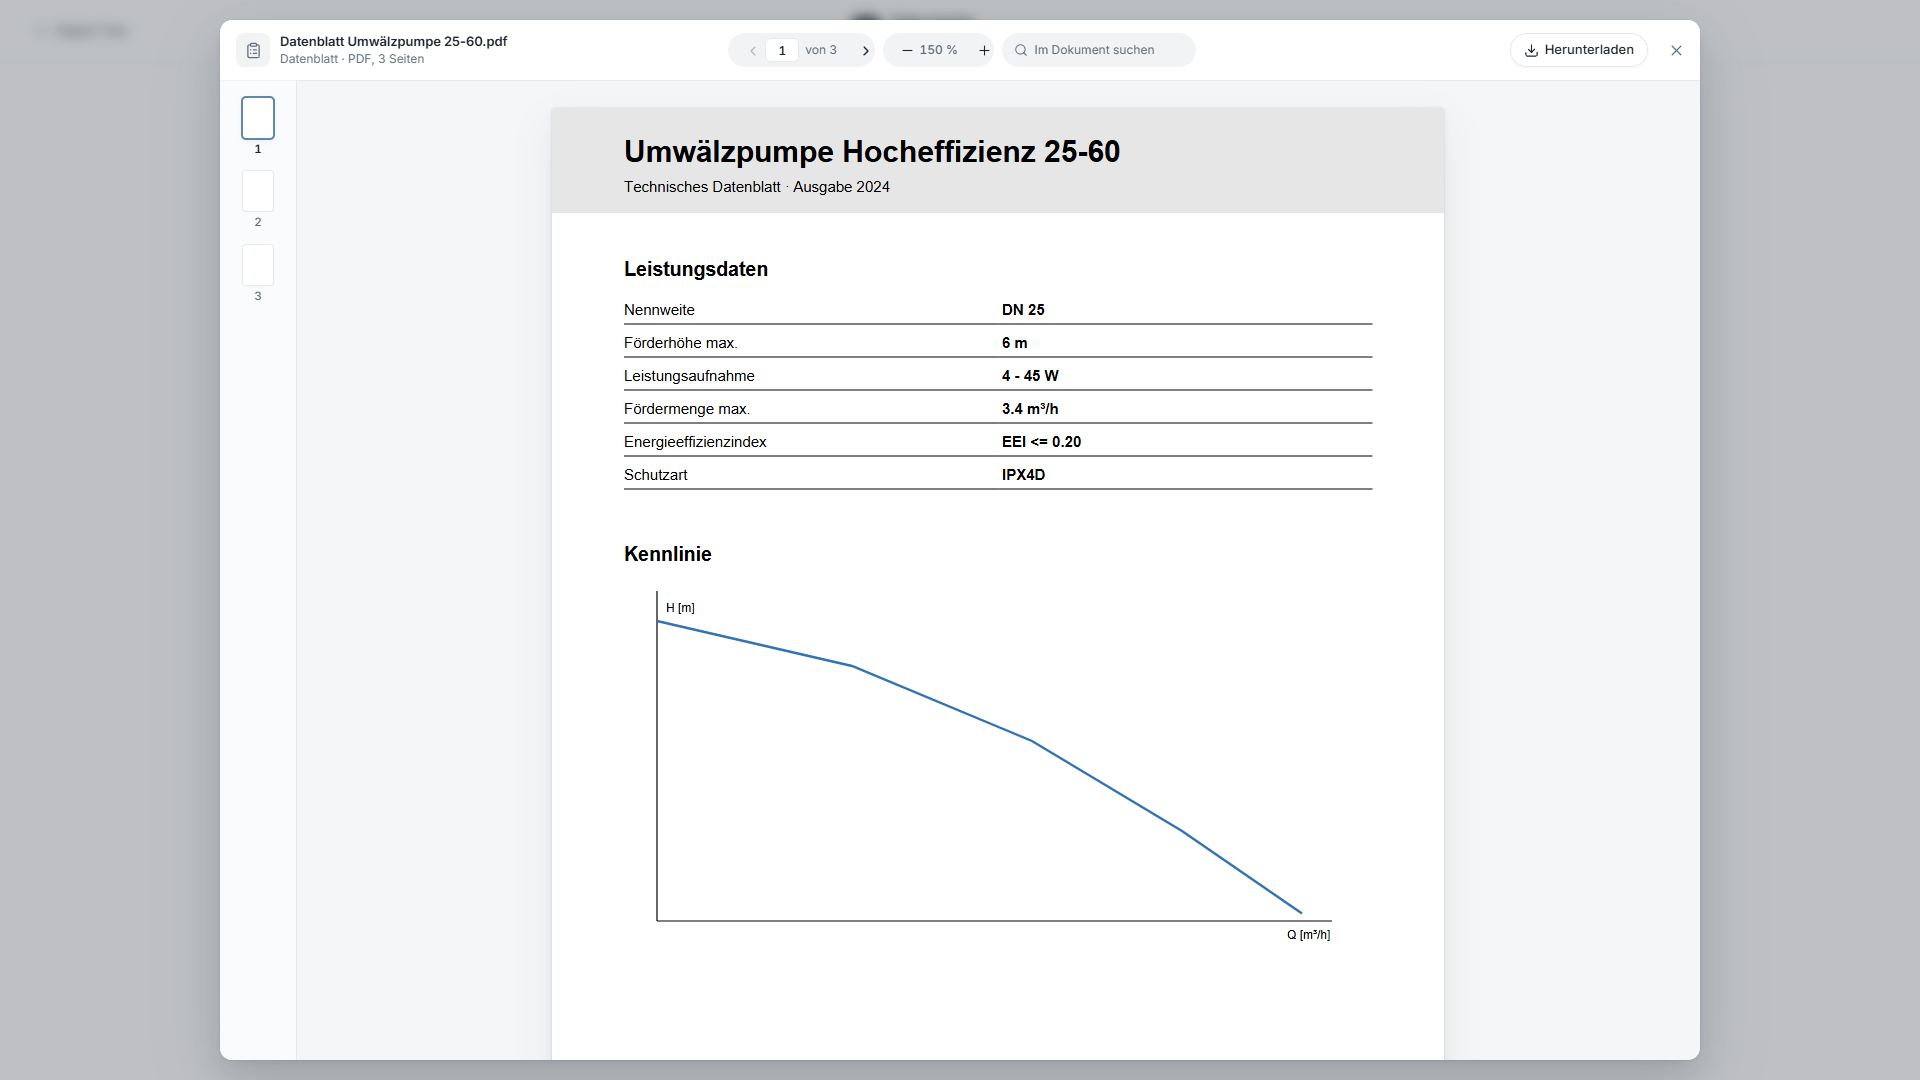 Datenblatt Umwälzpumpe 25-60.pdf
Datenblatt · PDF, 3 Seiten
1 von 3
150 %
Im Dokument suchen
Herunterladen
1
2
3
Umwälzpumpe Hocheffizienz 25-60
Technisches Datenblatt · Ausgabe 2024
Leistungsdaten
Nennweite DN 25
Förderhöhe max. 6 m
Leistungsaufnahme 4 - 45 W
Fördermenge max. 3.4 m³/h
Energieeffizienzindex EEI <= 0.20
Schutzart IPX4D
Kennlinie
H [m]
Q [m³/h]